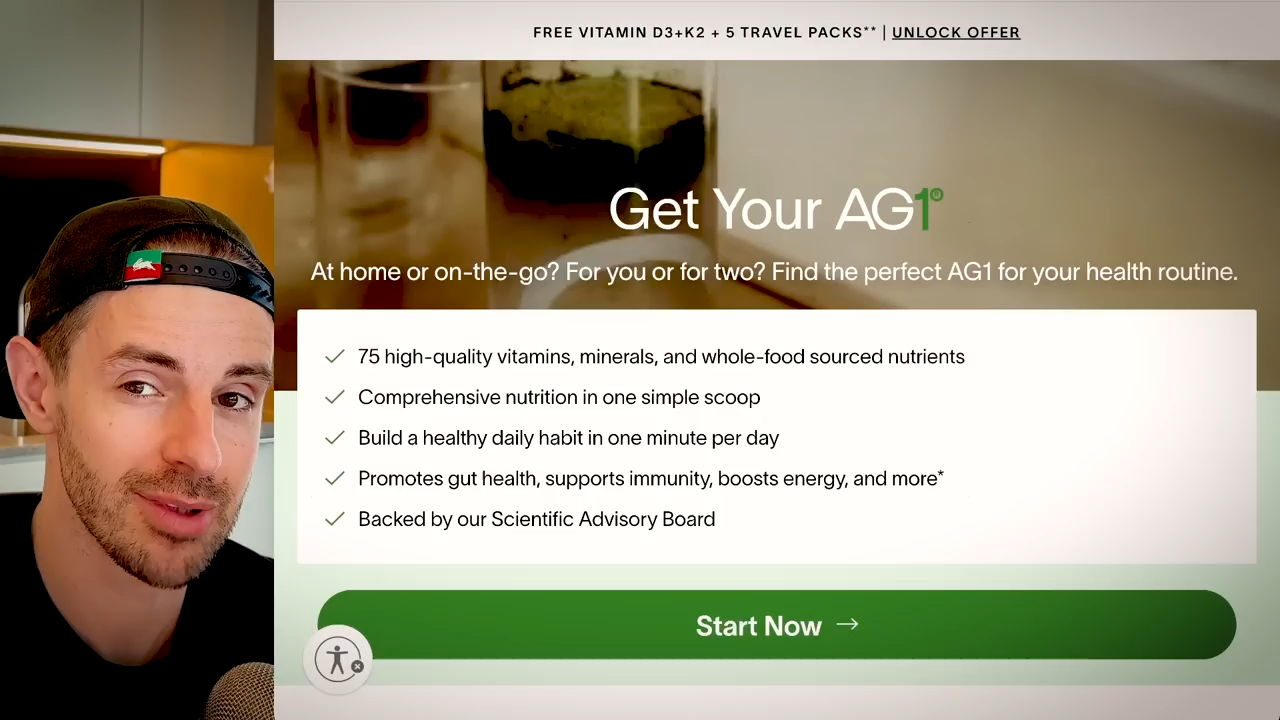 FREE VITAMIN D3+K2 + 5 TRAVEL PACKS** | UNLOCK OFFER
Get Your AG1®
At home or on-the-go? For you or for two? Find the perfect AG1 for your health routine.
75 high-quality vitamins, minerals, and whole-food sourced nutrients
Comprehensive nutrition in one simple scoop
Build a healthy daily habit in one minute per day
Promotes gut health, supports immunity, boosts energy, and more*
Backed by our Scientific Advisory Board
Start Now →